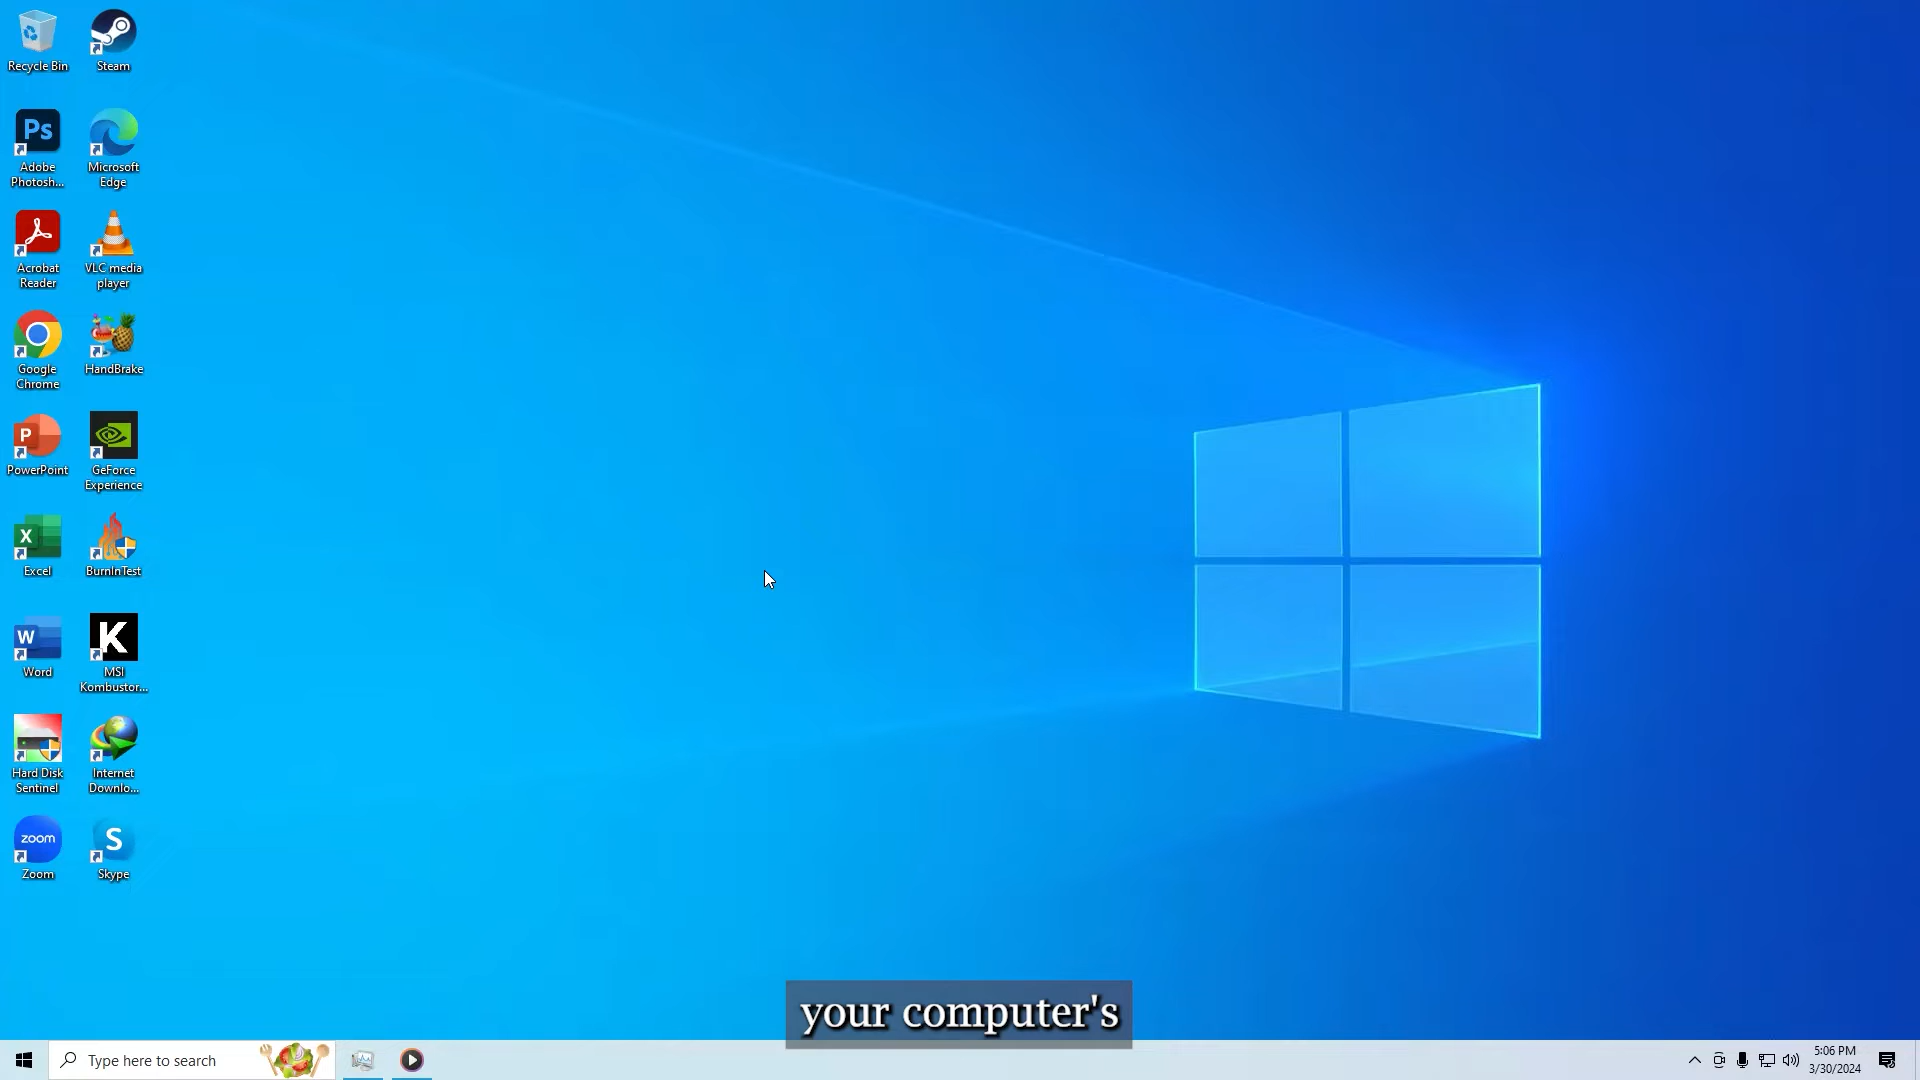 Recycle Bin
Steam
Ps
Adobe
Photosh...
Microsoft
Edge
Acrobat
Reader
VLC media
player
Google
Chrome
HandBrake
P
PowerPoint
GeForce
Experience
X
Excel
BurnInTest
W
Word
K
MSI
Kombustor...
Hard Disk
Sentinel
Internet
Downlo...
zoom
Zoom
S
Skype
your computer's
Type here to search
5:06 PM
3/30/2024